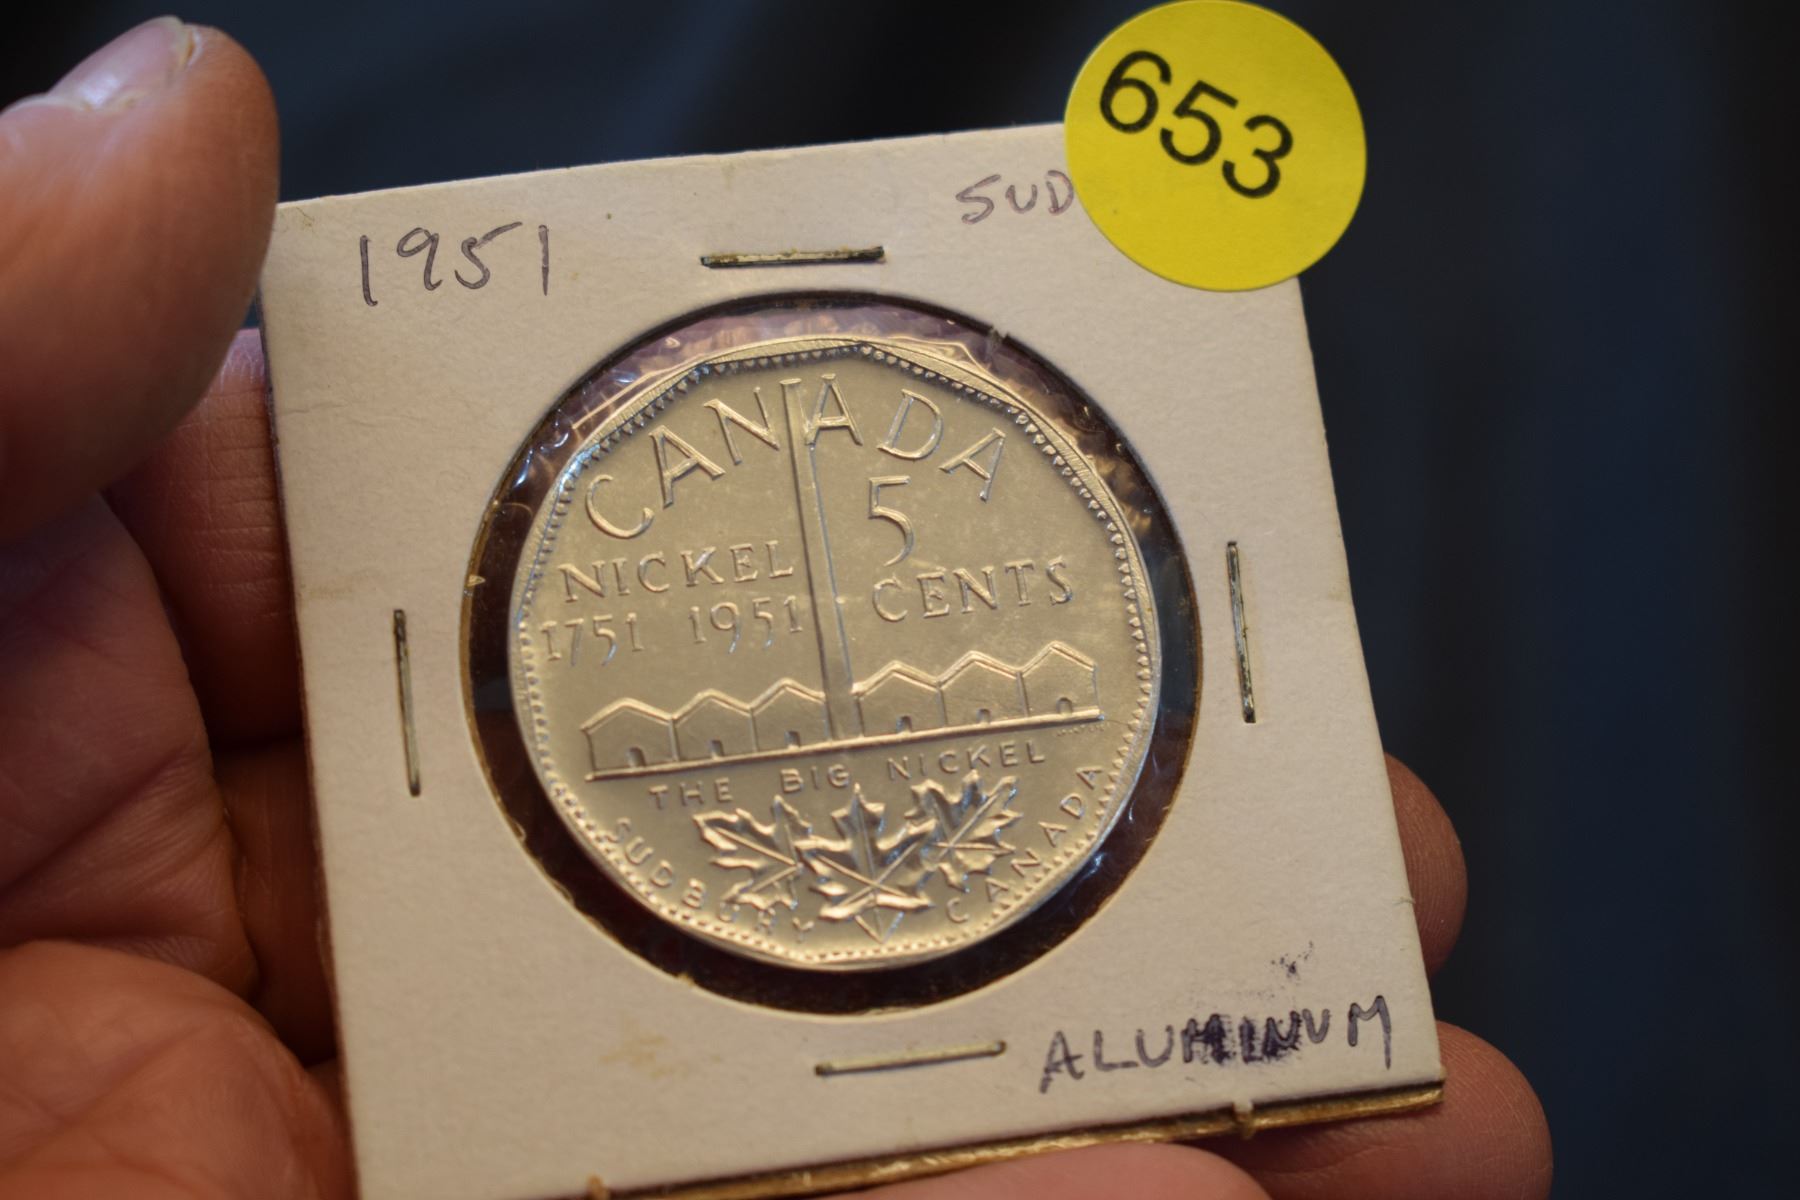 653
1951
SUD
CANADA
5
NICKEL
CENTS
1751 1951
THE BIG NICKEL
SUDBURY CANADA
ALUMINUM